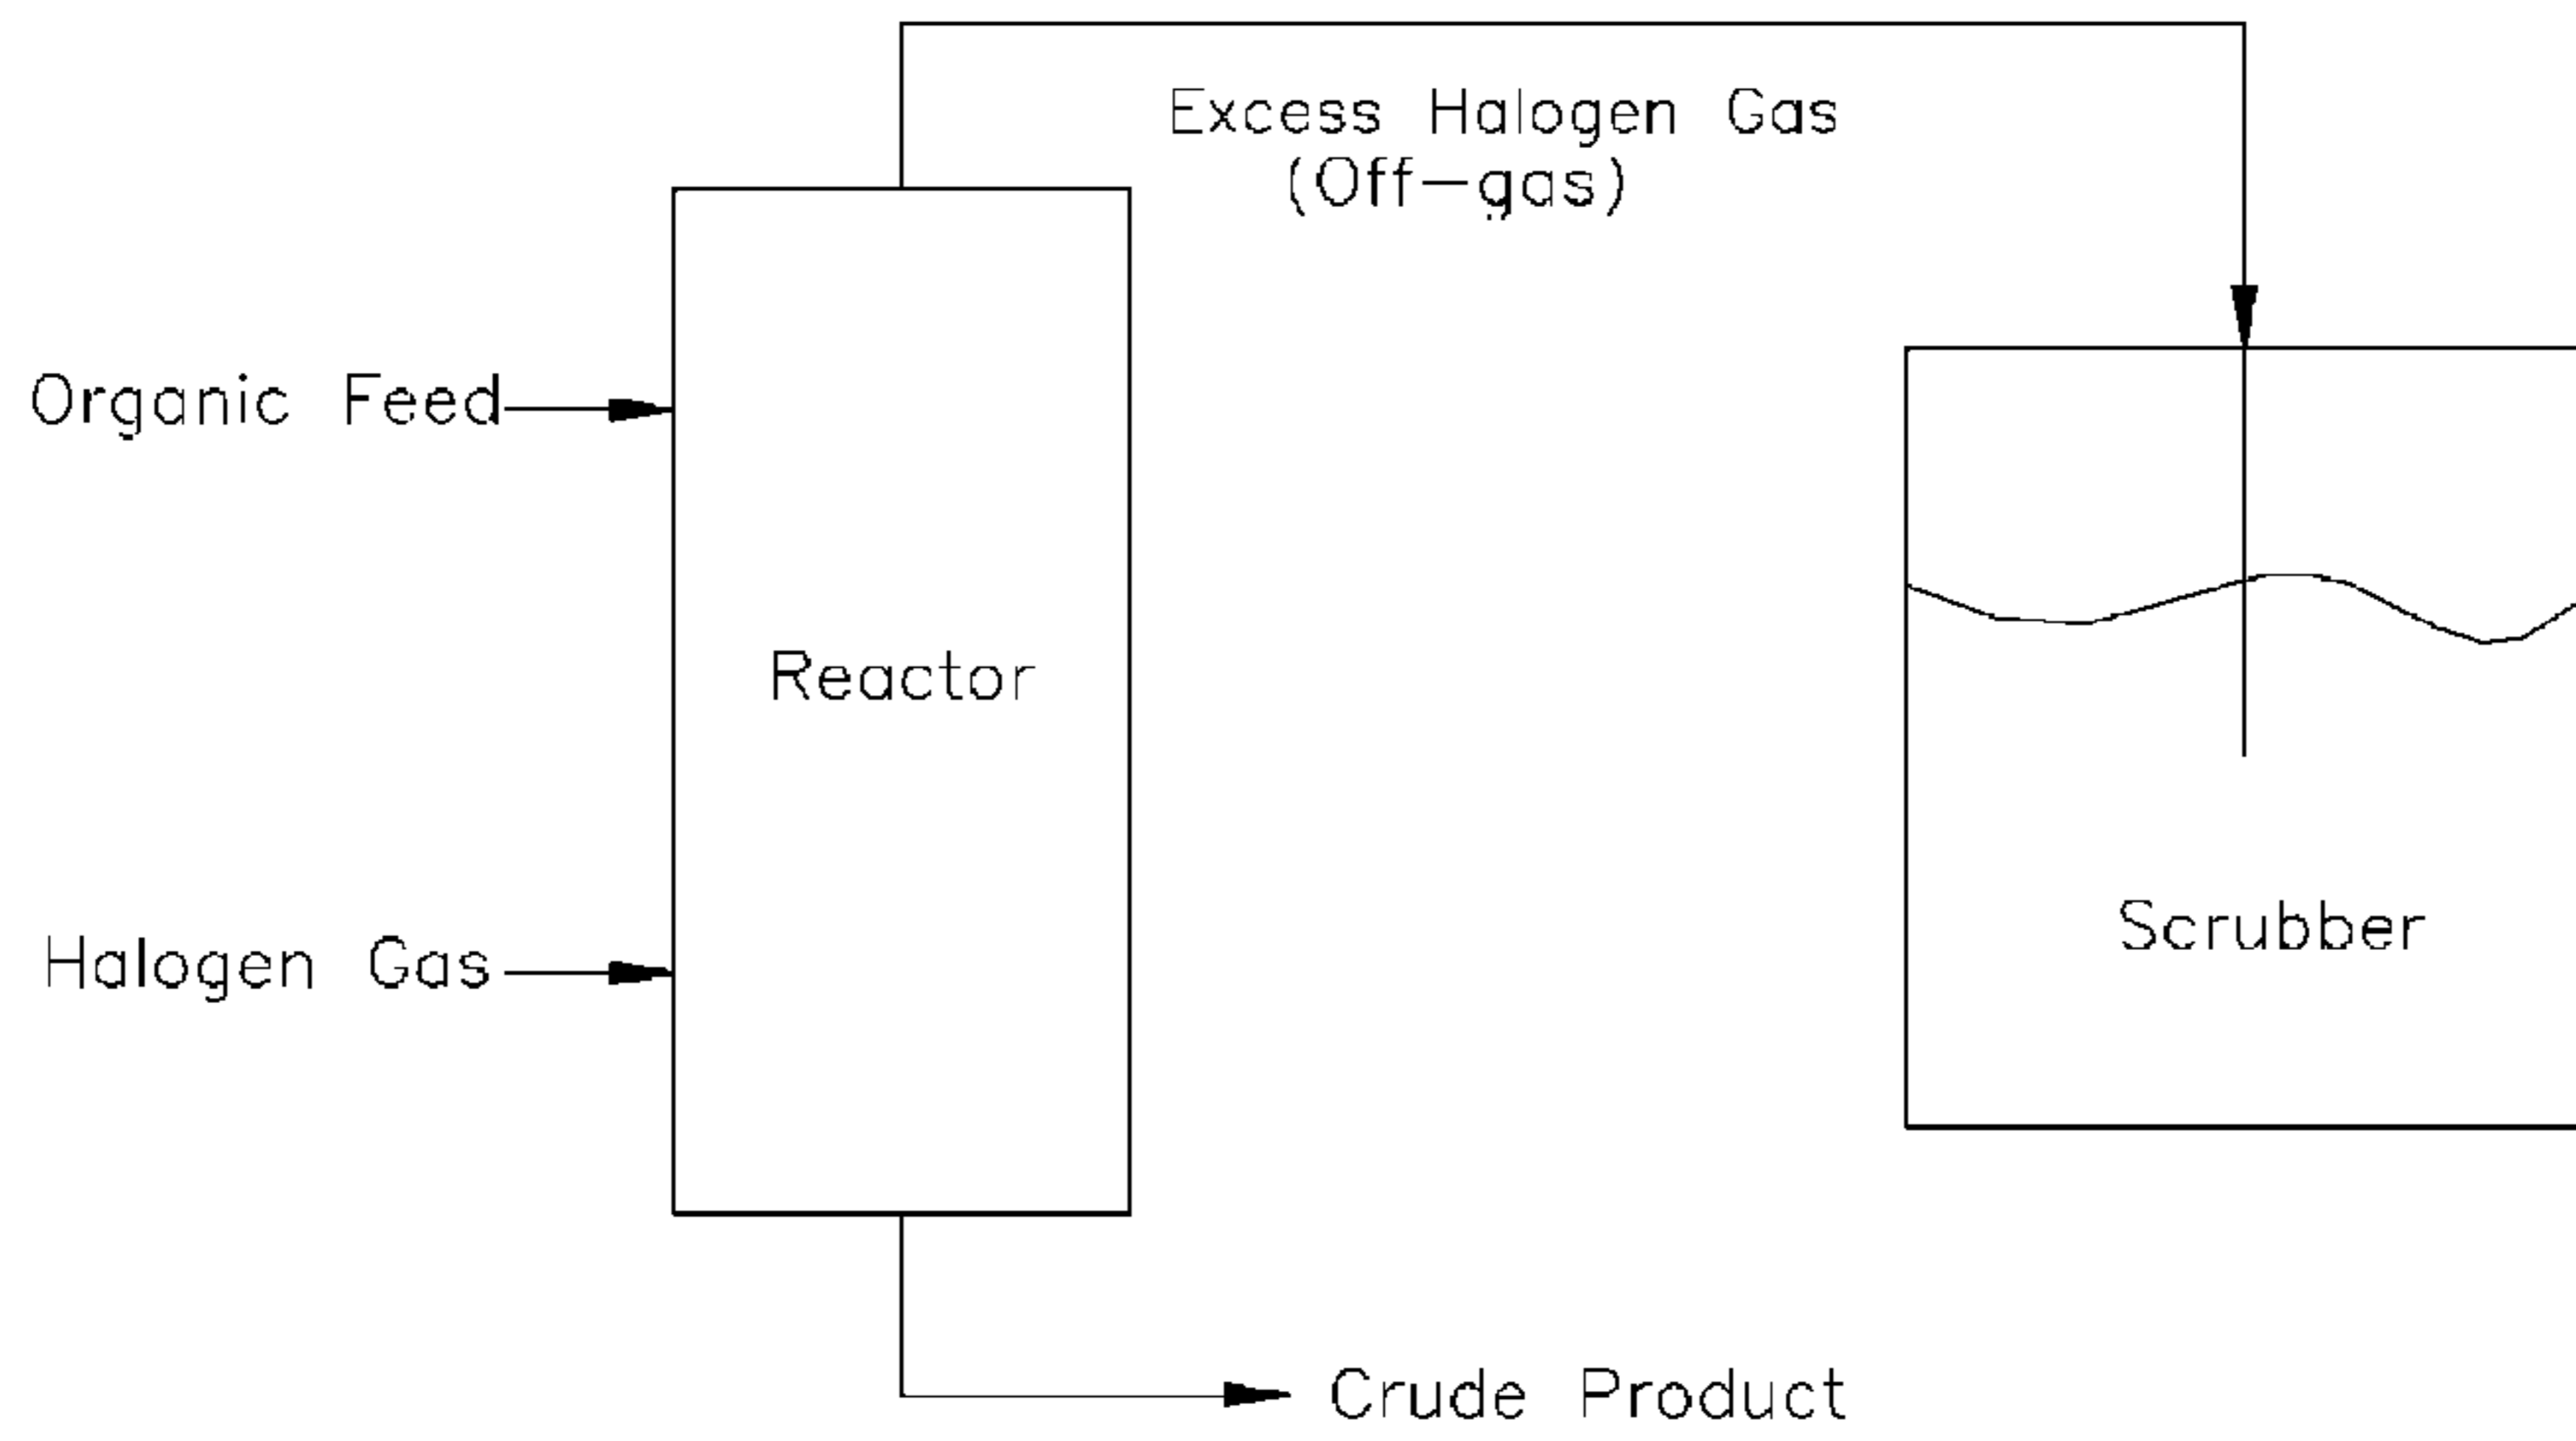 Excess Halogen Gas
(Off-gas)
Organic Feed
Reactor
Scrubber
Halogen Gas
Crude Product